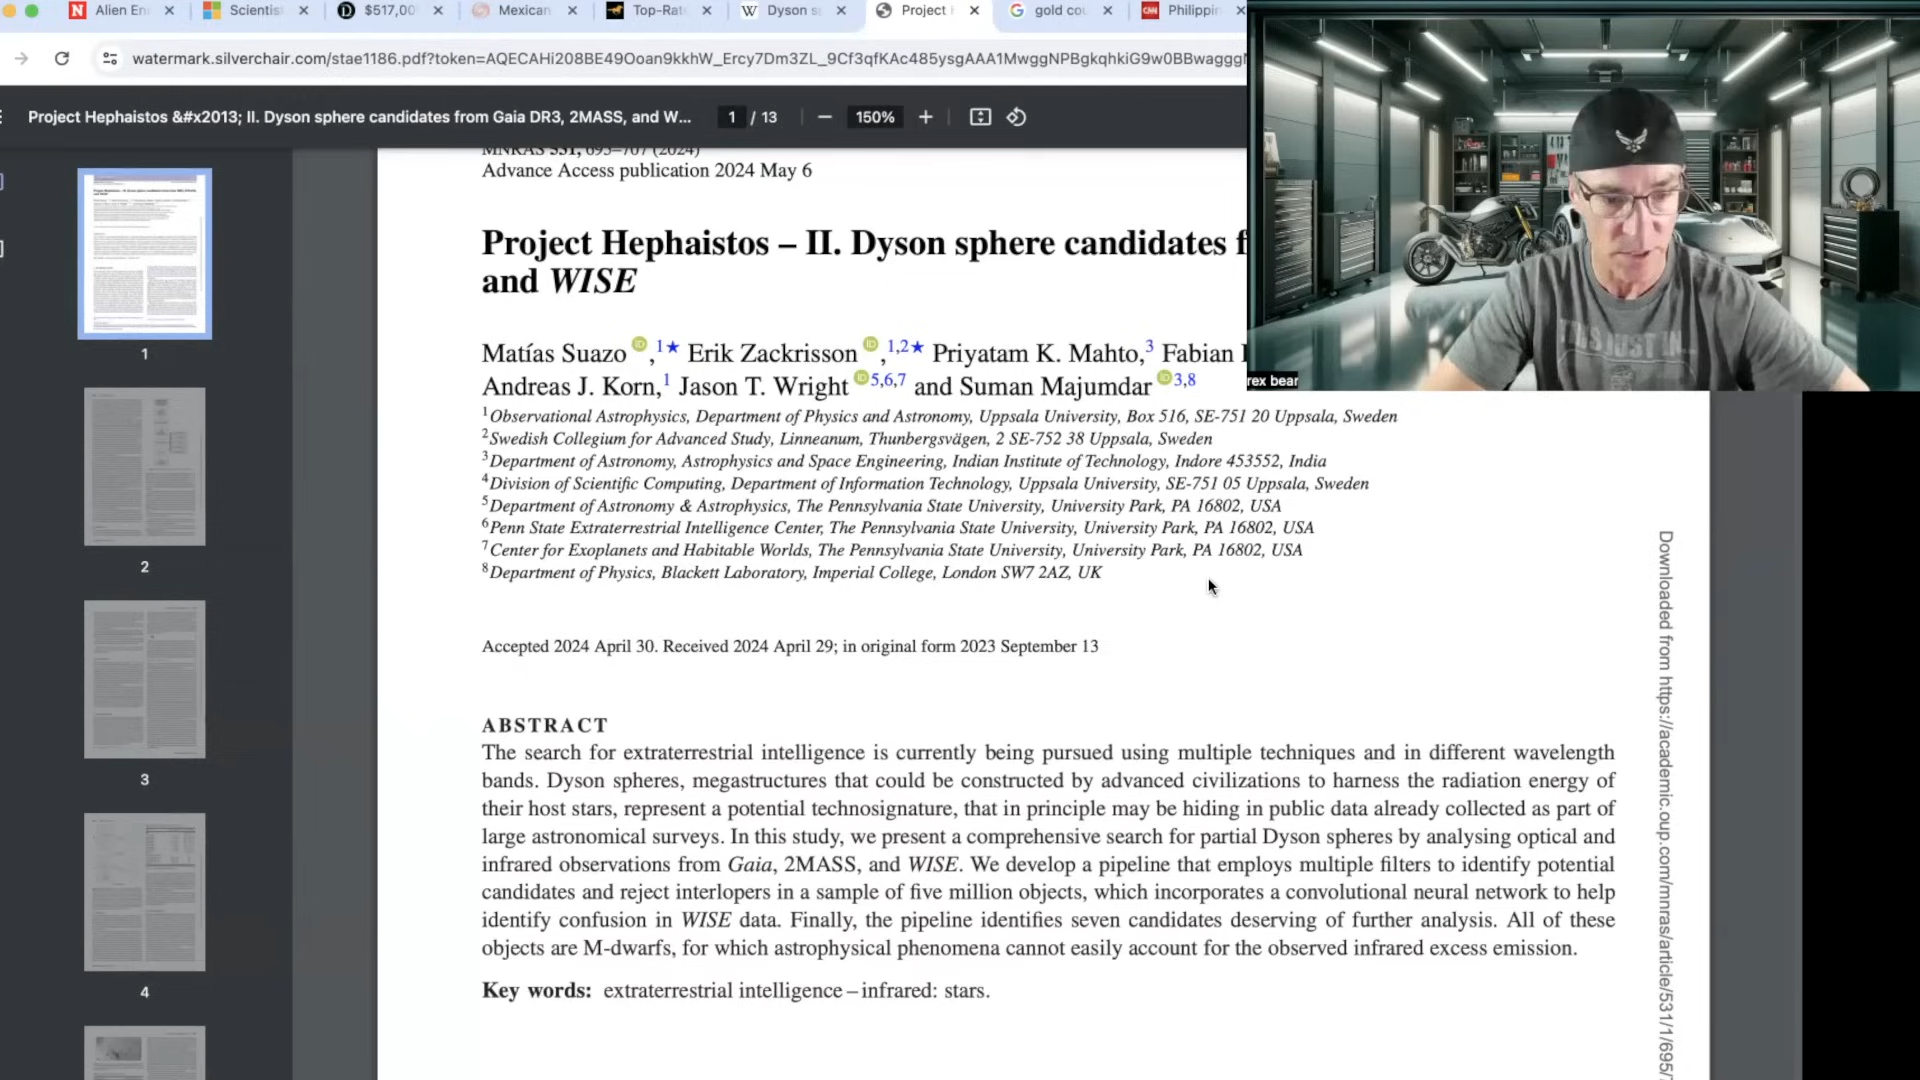 Alien En
Scientis
$517,00
Mexican
Top-Rat
Dyson s
Project
gold cou
CNN
Philippin
watermark.silverchair.com/stae1186.pdf?token=AQECAHi208BE49Ooan9kkhW_Ercy7Dm3ZL_9Cf3qfKAc485ysgAAA1MwggNPBgkqhkiG9w0BBwagggN
Project Hephaistos &#x2013; II. Dyson sphere candidates from Gaia DR3, 2MASS, and W...
1 / 13
150%
MNRAS 531, 695–707 (2024)
Advance Access publication 2024 May 6
Project Hephaistos – II. Dyson sphere candidates f
and WISE
Matías Suazo ,1★ Erik Zackrisson ,1,2★ Priyatam K. Mahto,3 Fabian
Andreas J. Korn,1 Jason T. Wright 5,6,7 and Suman Majumdar 3,8
1Observational Astrophysics, Department of Physics and Astronomy, Uppsala University, Box 516, SE-751 20 Uppsala, Sweden
2Swedish Collegium for Advanced Study, Linneanum, Thunbergsvägen, 2 SE-752 38 Uppsala, Sweden
3Department of Astronomy, Astrophysics and Space Engineering, Indian Institute of Technology, Indore 453552, India
4Division of Scientific Computing, Department of Information Technology, Uppsala University, SE-751 05 Uppsala, Sweden
5Department of Astronomy & Astrophysics, The Pennsylvania State University, University Park, PA 16802, USA
6Penn State Extraterrestrial Intelligence Center, The Pennsylvania State University, University Park, PA 16802, USA
7Center for Exoplanets and Habitable Worlds, The Pennsylvania State University, University Park, PA 16802, USA
8Department of Physics, Blackett Laboratory, Imperial College, London SW7 2AZ, UK
Accepted 2024 April 30. Received 2024 April 29; in original form 2023 September 13
ABSTRACT
The search for extraterrestrial intelligence is currently being pursued using multiple techniques and in different wavelength
bands. Dyson spheres, megastructures that could be constructed by advanced civilizations to harness the radiation energy of
their host stars, represent a potential technosignature, that in principle may be hiding in public data already collected as part of
large astronomical surveys. In this study, we present a comprehensive search for partial Dyson spheres by analysing optical and
infrared observations from Gaia, 2MASS, and WISE. We develop a pipeline that employs multiple filters to identify potential
candidates and reject interlopers in a sample of five million objects, which incorporates a convolutional neural network to help
identify confusion in WISE data. Finally, the pipeline identifies seven candidates deserving of further analysis. All of these
objects are M-dwarfs, for which astrophysical phenomena cannot easily account for the observed infrared excess emission.
Key words: extraterrestrial intelligence – infrared: stars.
Downloaded from https://academic.oup.com/mnras/article/531/1/695/
1
2
3
4
rex bear
THIS JUST IN...